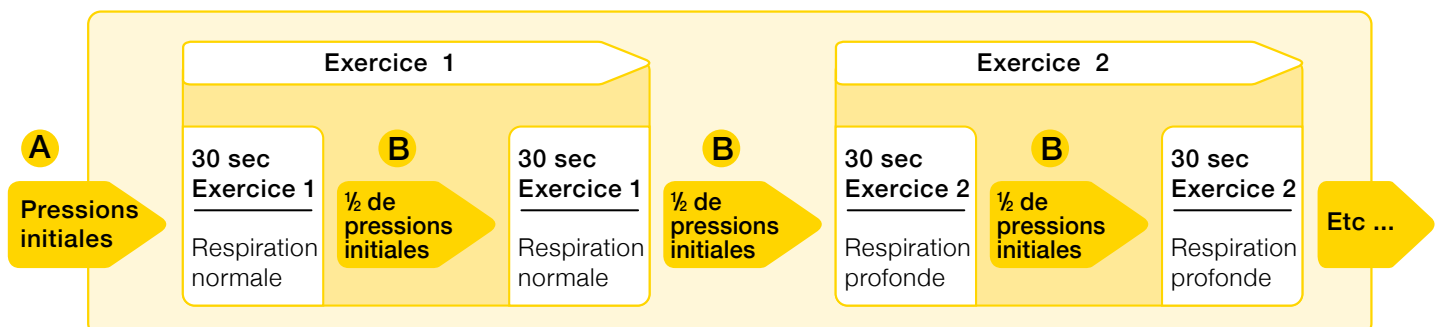 Exercice 1
A
Pressions
initiales
30 sec
Exercice 1
Respiration
normale
B
½ de
pressions
initiales
30 sec
Exercice 1
Respiration
normale
B
½ de
pressions
initiales
Exercice 2
30 sec
Exercice 2
Respiration
profonde
B
½ de
pressions
initiales
30 sec
Exercice 2
Respiration
profonde
Etc ...